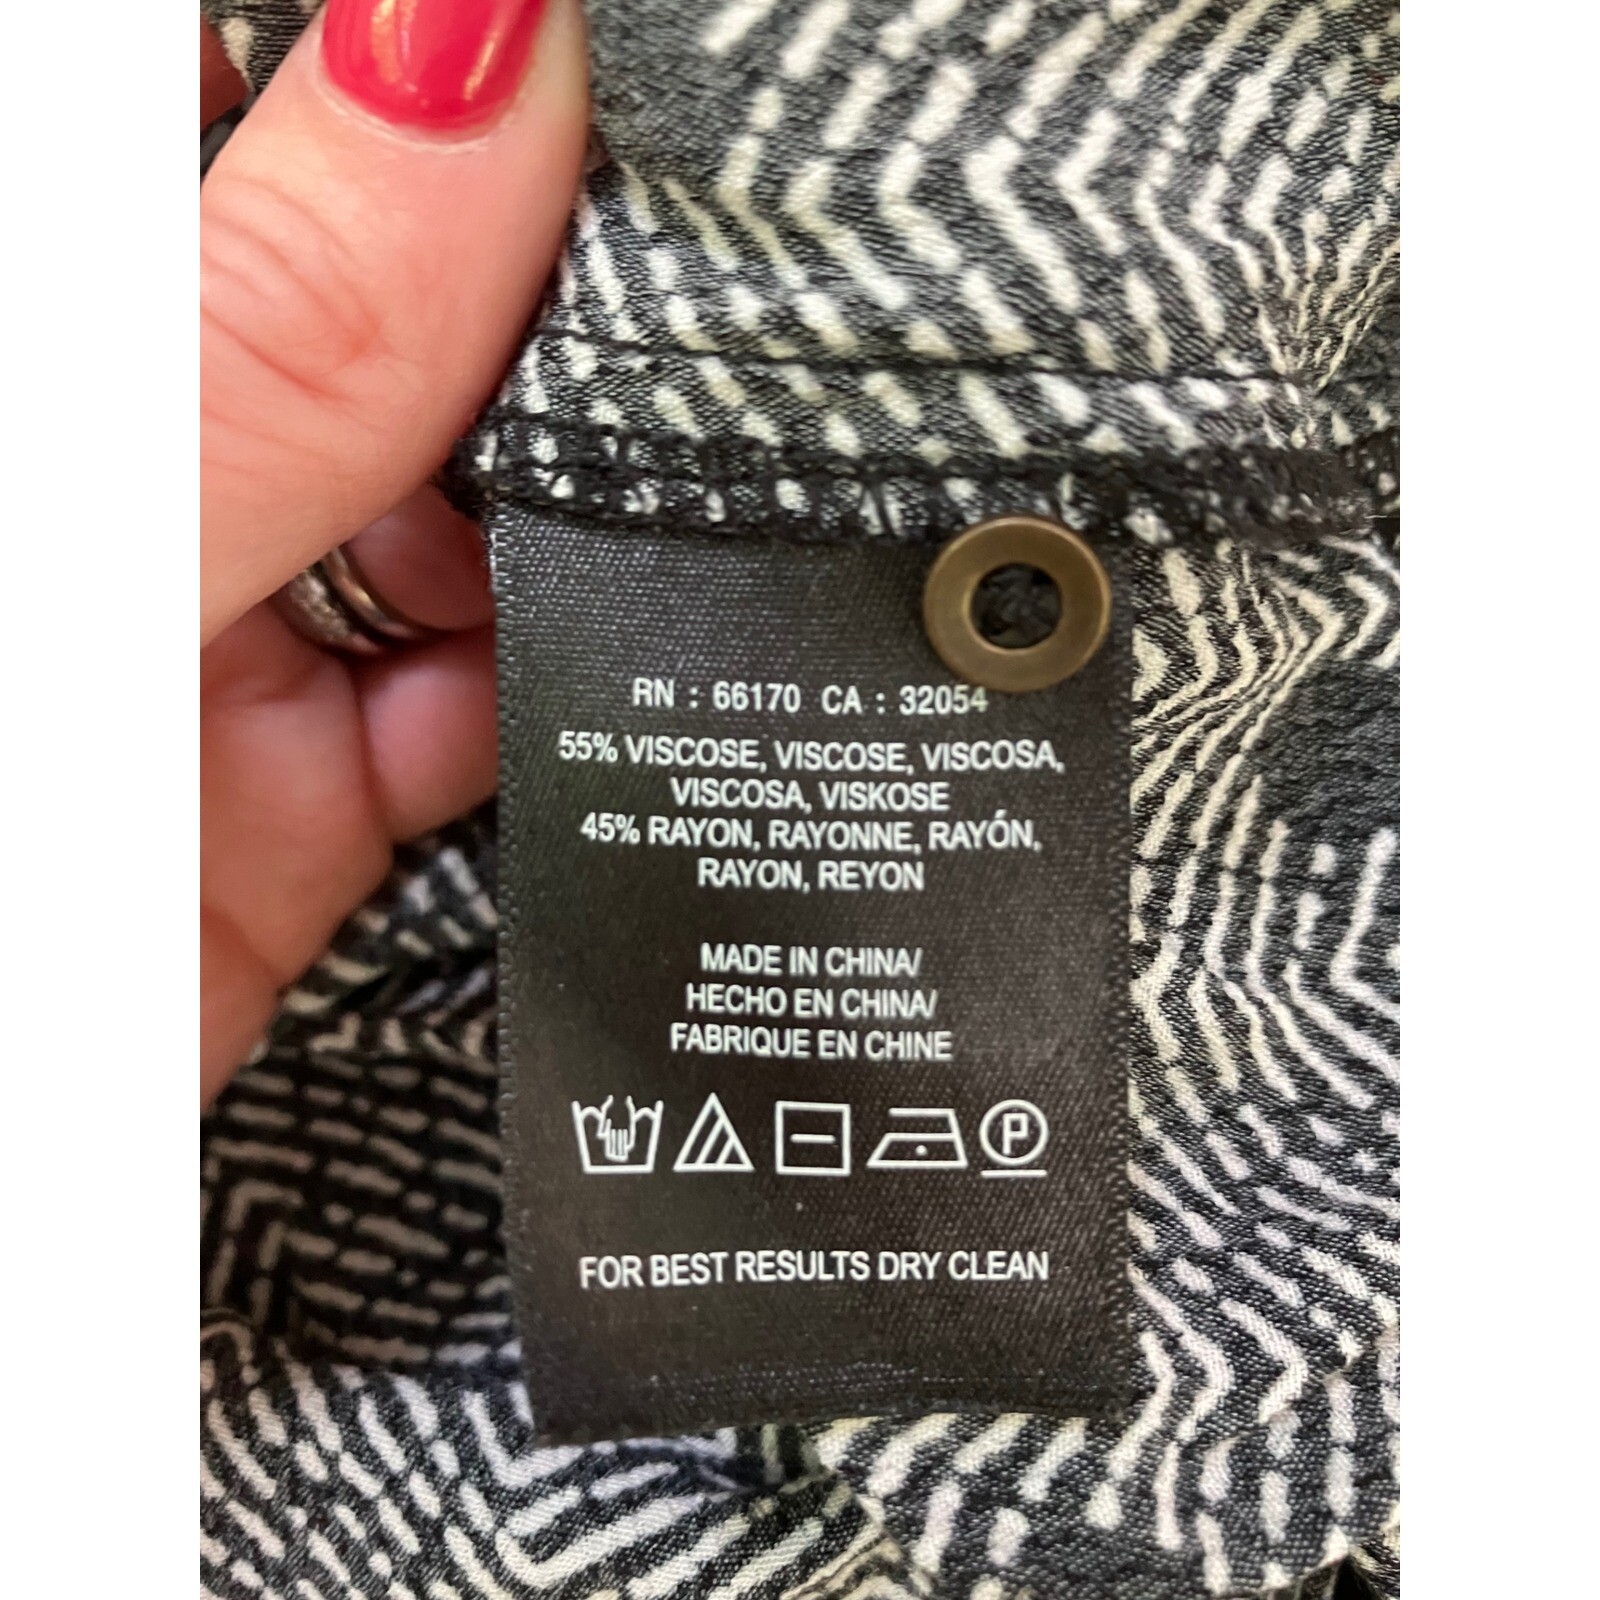 RN : 66170 CA : 32054
55% VISCOSE, VISCOSE, VISCOSA,
VISCOSA, VISKOSE
45% RAYON, RAYONNE, RAYÓN,
RAYON, REYON
MADE IN CHINA/
HECHO EN CHINA/
FABRIQUE EN CHINE
P
FOR BEST RESULTS DRY CLEAN